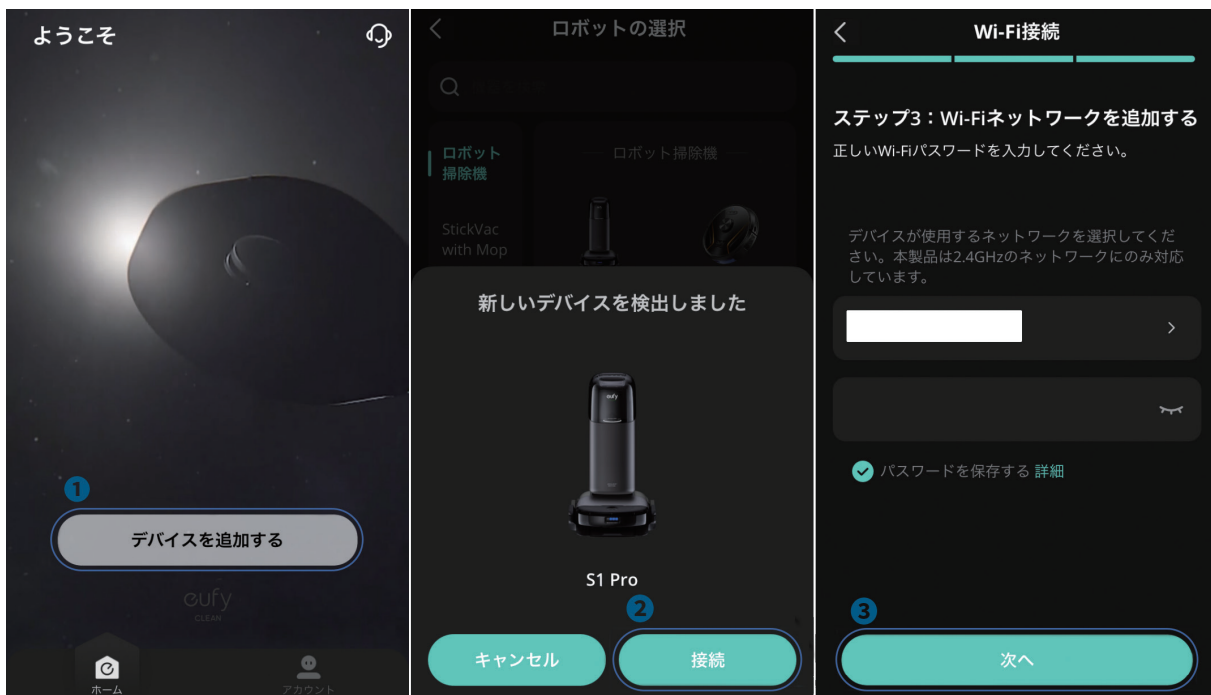 ようこそ
1
デバイスを追加する
eufy
CLEAN
ホーム
アカウント
ロボットの選択
ロボット
掃除機
ロボット掃除機
StickVac
with Mop
新しいデバイスを検出しました
eufy
S1 Pro
2
キャンセル
接続
Wi-Fi接続
ステップ3：Wi-Fiネットワークを追加する
正しいWi-Fiパスワードを入力してください。
デバイスが使用するネットワークを選択してくだ
さい。本製品は2.4GHzのネットワークにのみ対応
しています。
パスワードを保存する 詳細
3
次へ